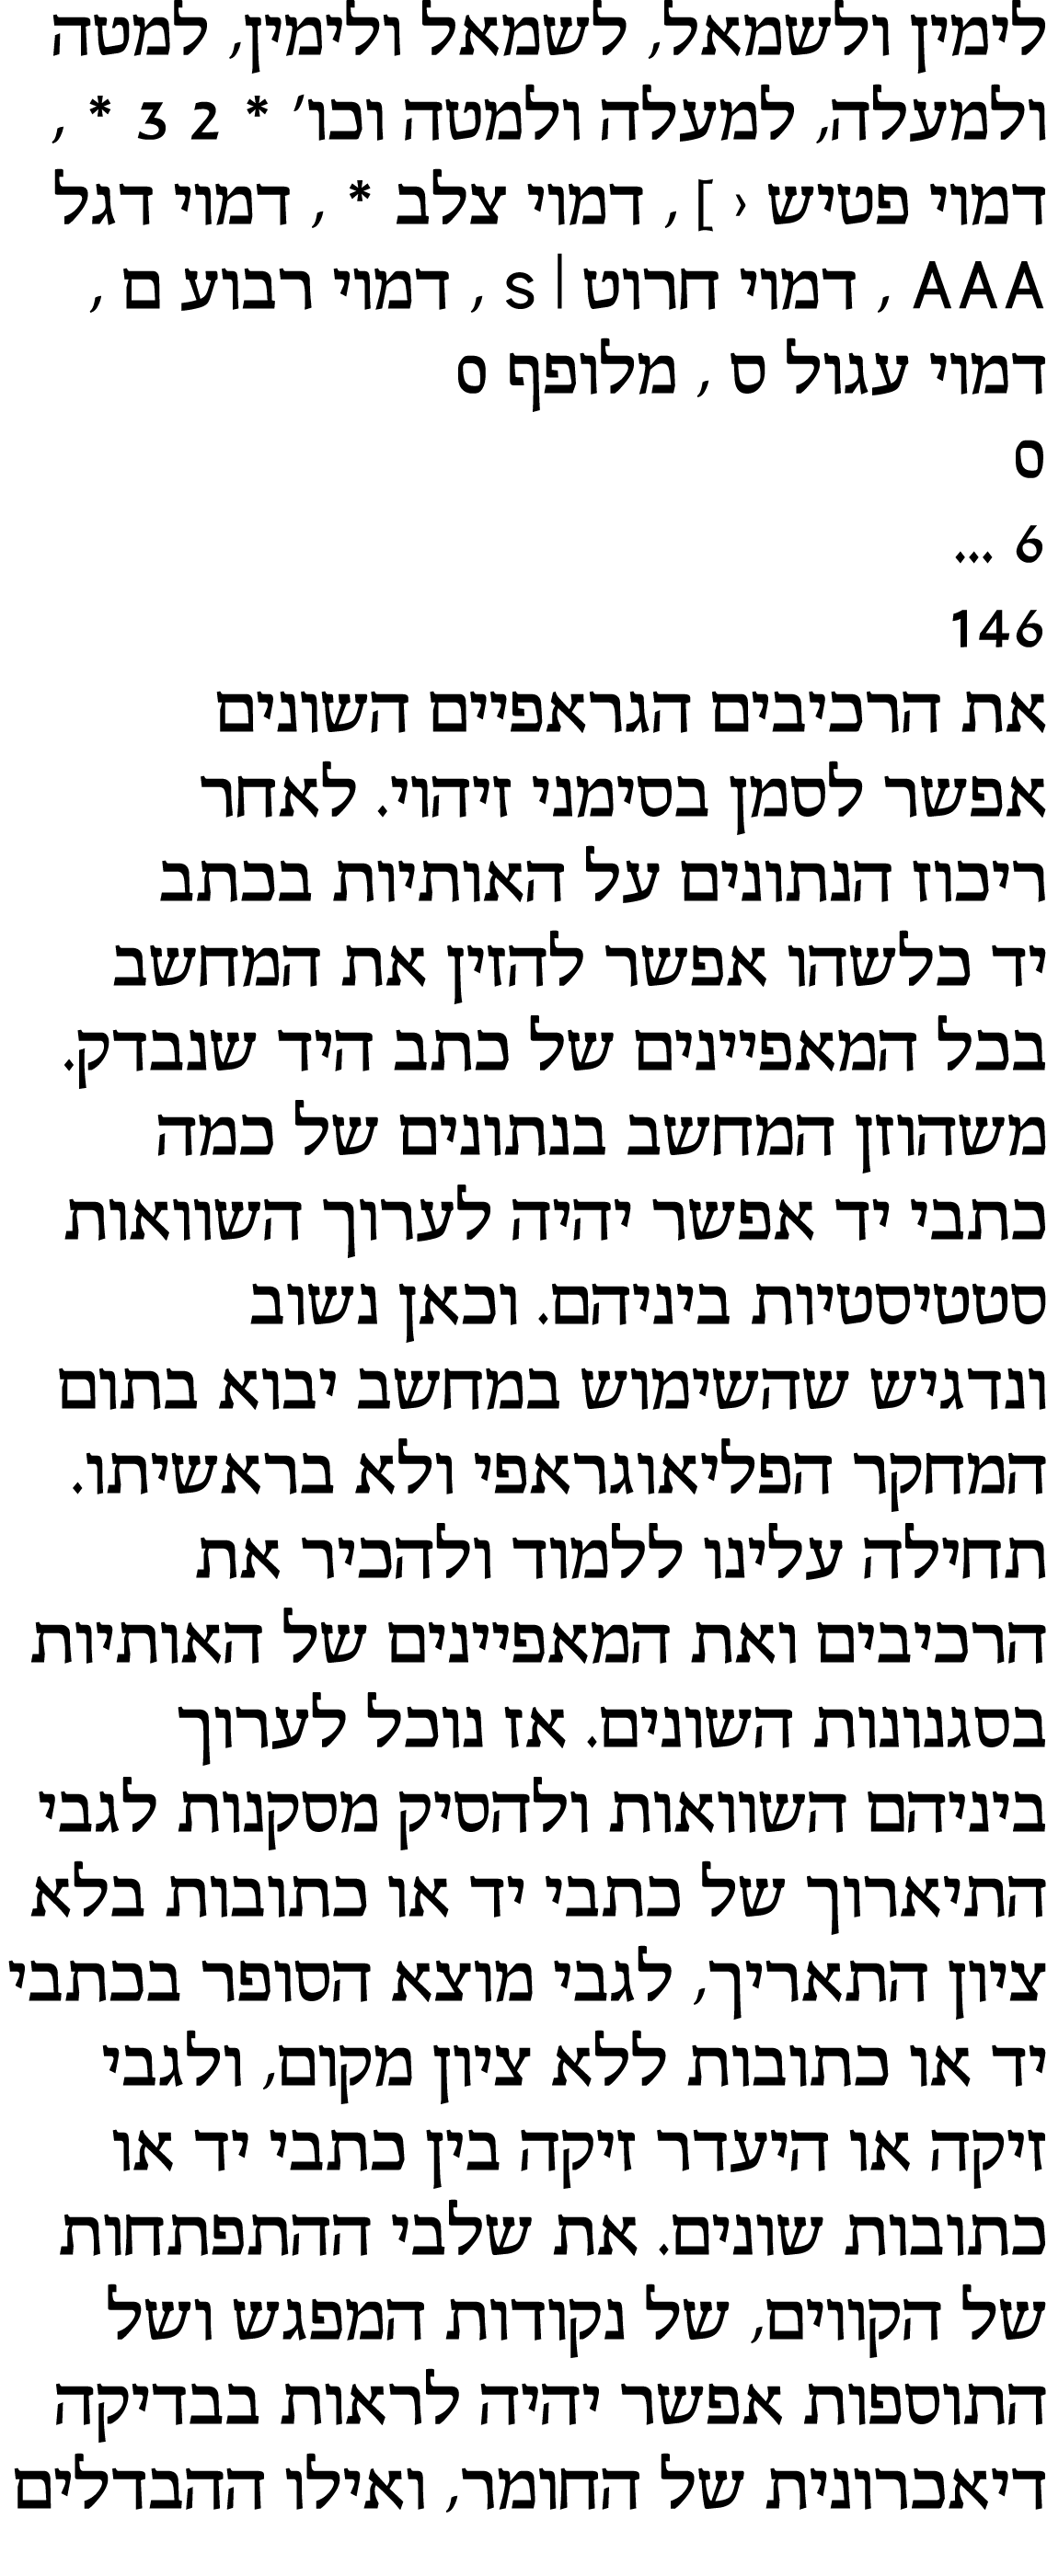 לימין ולשמאל, לשמאל ולימין, למטה
ולמעלה, למעלה ולמטה וכו׳ * 2 3 * ,
דמוי פטיש ‹ [ , דמוי צלב * , דמוי דגל
AAA , דמוי חרוט | s , דמוי רבוע ם ,
דמוי עגול ס , מלופף ס
ס
6 ...
146
את הרכיבים הגראפיים השונים
אפשר לסמן בסימני זיהוי. לאחר
ריכוז הנתונים על האותיות בכתב
יד כלשהו אפשר להזין את המחשב
בכל המאפיינים של כתב היד שנבדק.
משהוזן המחשב בנתונים של כמה
כתבי יד אפשר יהיה לערוך השוואות
סטטיסטיות ביניהם. וכאן נשוב
ונדגיש שהשימוש במחשב יבוא בתום
המחקר הפליאוגראפי ולא בראשיתו.
תחילה עלינו ללמוד ולהכיר את
הרכיבים ואת המאפיינים של האותיות
בסגנונות השונים. אז נוכל לערוך
ביניהם השוואות ולהסיק מסקנות לגבי
התיארוך של כתבי יד או כתובות בלא
ציון התאריך, לגבי מוצא הסופר בכתבי
יד או כתובות ללא ציון מקום, ולגבי
זיקה או היעדר זיקה בין כתבי יד או
כתובות שונים. את שלבי ההתפתחות
של הקווים, של נקודות המפגש ושל
התוספות אפשר יהיה לראות בבדיקה
דיאכרונית של החומר, ואילו ההבדלים